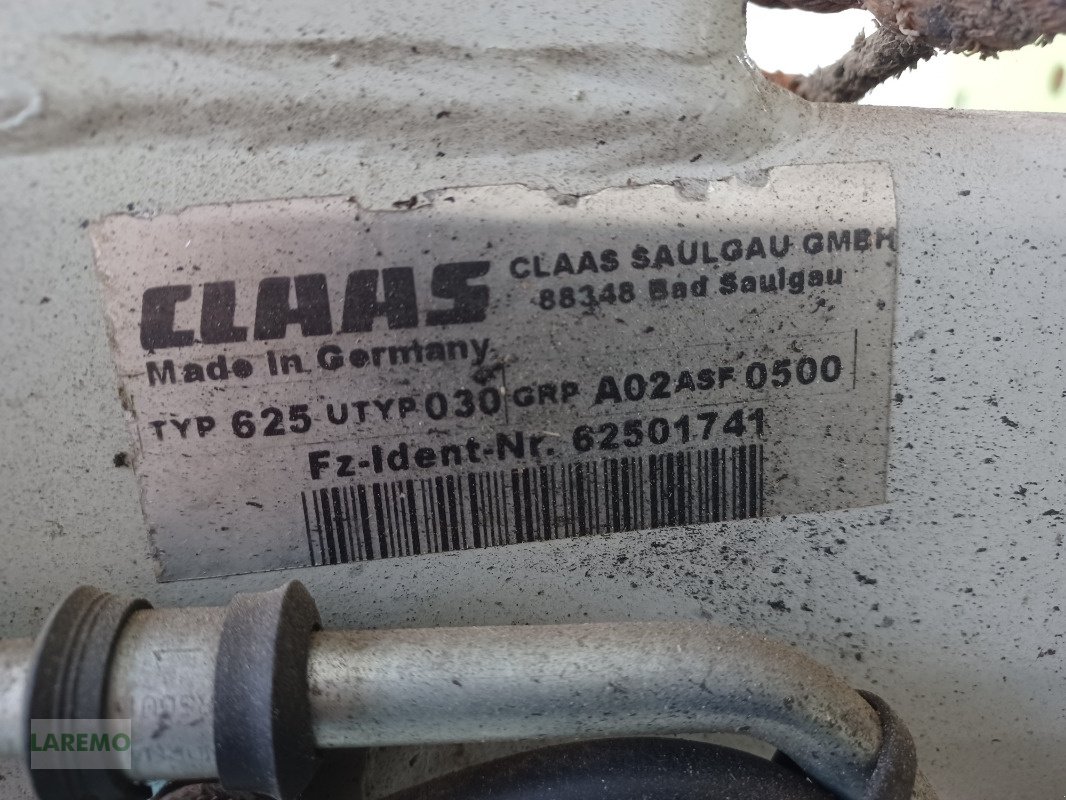 CLAAS
CLAAS SAULGAU GMBH
88348 Bad Saulgau
Made In Germany
TYP 625 UTYP 030 GRP A02 ASF 0500
Fz-Ident-Nr. 62501741
LAREMO